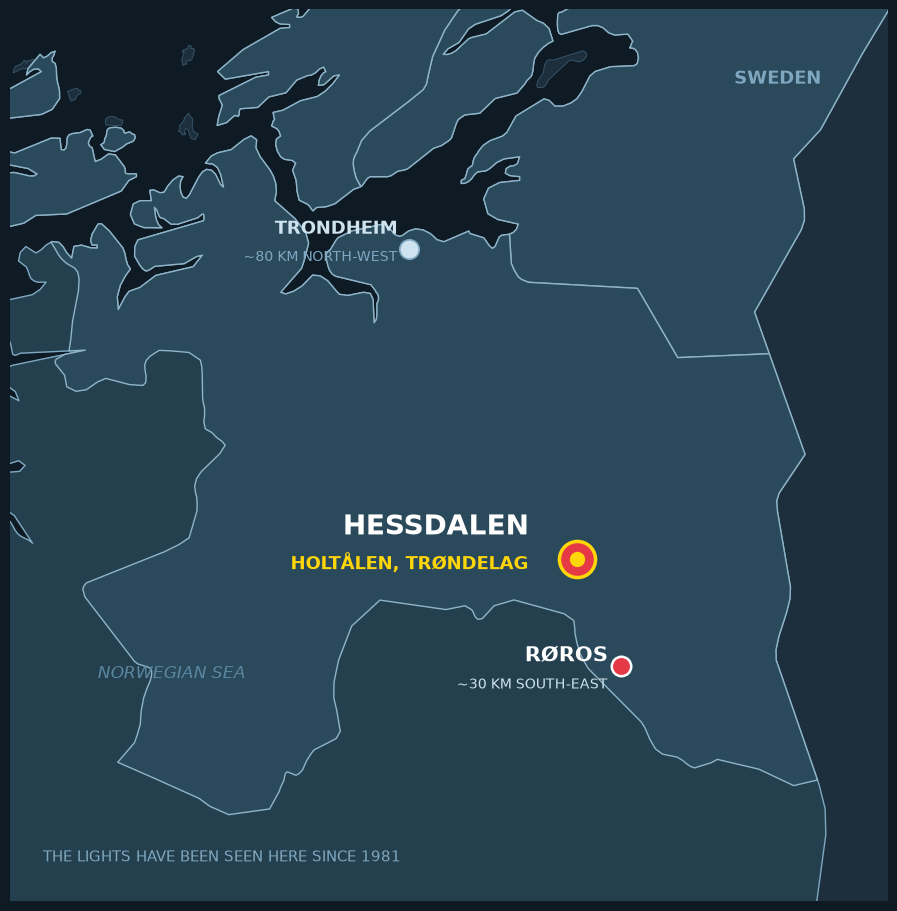 SWEDEN
TRONDHEIM
~80 KM NORTH-WEST
HESSDALEN
HOLTÅLEN, TRØNDELAG
RØROS
~30 KM SOUTH-EAST
NORWEGIAN SEA
THE LIGHTS HAVE BEEN SEEN HERE SINCE 1981